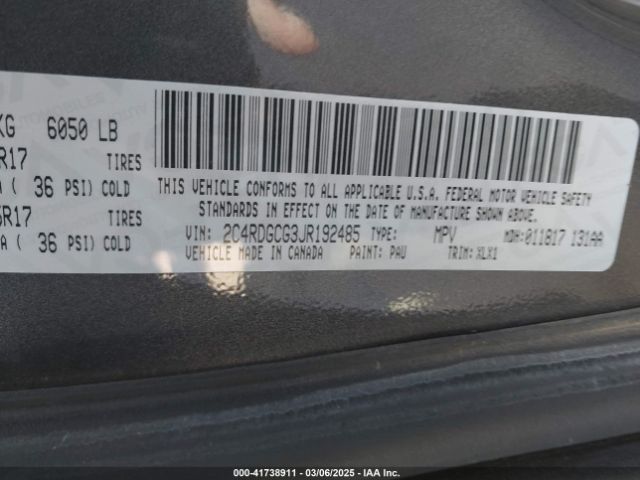 KG 6050 LB
R17 TIRES
A ( 36 PSI) COLD
5R17 TIRES
A ( 36 PSI) COLD
THIS VEHICLE CONFORMS TO ALL APPLICABLE U.S.A. FEDERAL MOTOR VEHICLE SAFETY
STANDARDS IN EFFECT ON THE DATE OF MANUFACTURE SHOWN ABOVE.
VIN: 2C4RDGCG3JR192485 TYPE: MPV MDH: 011817 131AA
VEHICLE MADE IN CANADA PAINT: PAU TRIM: XLX1
000-41738911 - 03/06/2025 - IAA Inc.